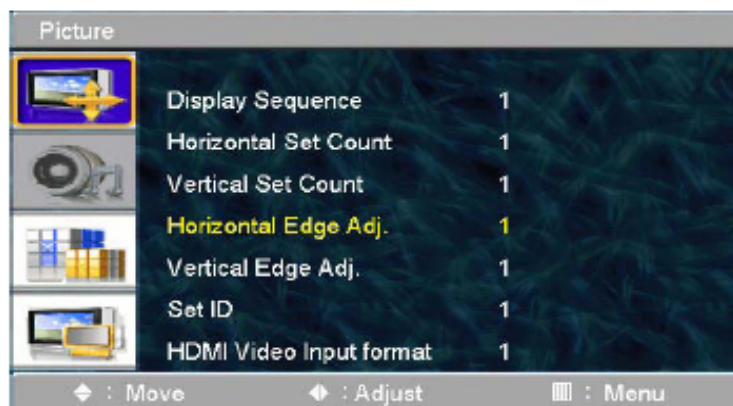 Picture
Display Sequence 1
Horizontal Set Count 1
Vertical Set Count 1
Horizontal Edge Adj. 1
Vertical Edge Adj. 1
Set ID 1
HDMI Video Input format 1
: Move : Adjust : Menu